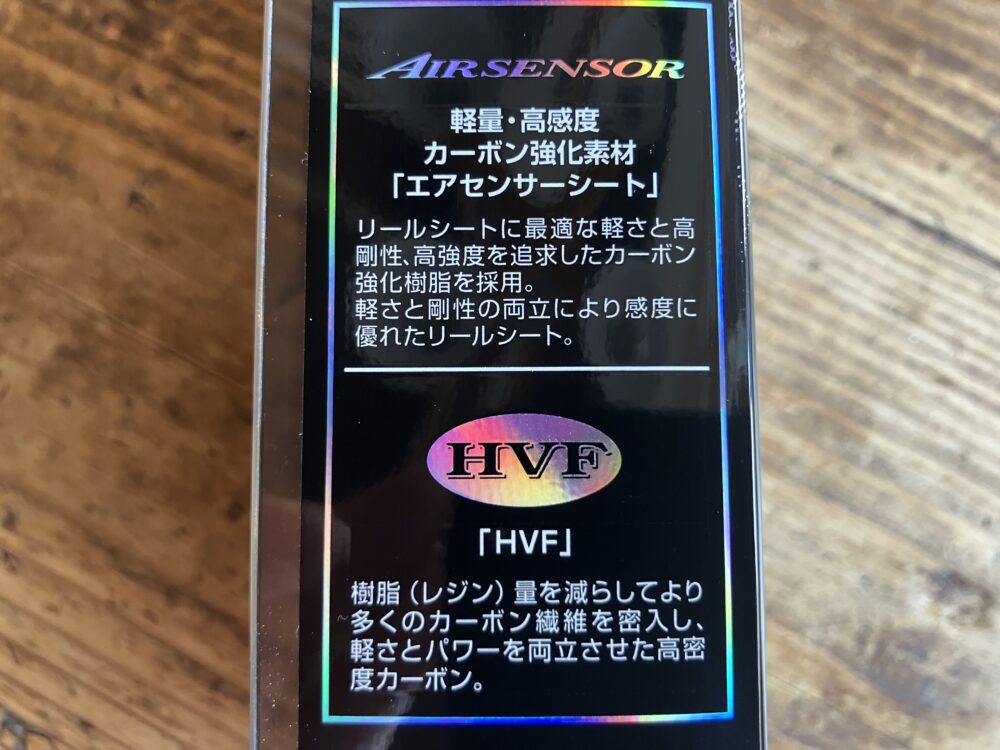 AIRSENSOR
軽量・高感度
カーボン強化素材
「エアセンサーシート」
リールシートに最適な軽さと高
剛性、高強度を追求したカーボン
強化樹脂を採用。
軽さと剛性の両立により感度に
優れたリールシート。
HVF
「HVF」
樹脂（レジン）量を減らしてより
多くのカーボン繊維を密入し、
軽さとパワーを両立させた高密
度カーボン。